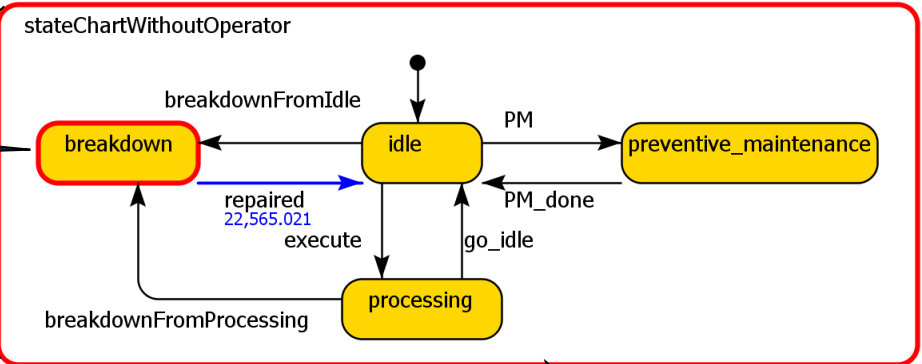 stateChartWithoutOperator
breakdownFromIdle
PM
breakdown
idle
preventive_maintenance
repaired
22,565.021
PM_done
execute
go_idle
processing
breakdownFromProcessing